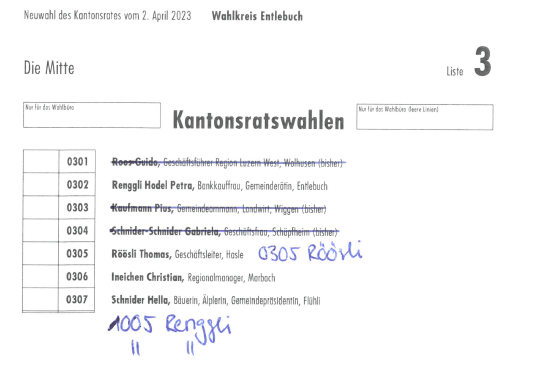 Neuwahl des Kantonsrates vom 2. April 2023 Wahlkreis Entlebuch
Die Mitte Liste 3
Nur für das Wahlbüro Kantonsratswahlen Nur für das Wahlbüro (leere Linien)
0301 Roos Guido, Geschäftsführer Region Luzern West, Wolhusen (bisher)
0302 Renggli Hodel Petra, Bankkauffrau, Gemeinderätin, Entlebuch
0303 Kaufmann Pius, Gemeindeammann, Landwirt, Wiggen (bisher)
0304 Schnider-Schnider Gabriela, Geschäftsfrau, Schüpfheim (bisher)
0305 Röösli Thomas, Geschäftsleiter, Hasle 0305 Röösli
0306 Ineichen Christian, Regionalmanager, Marbach
0307 Schnider Hella, Bäuerin, Älplerin, Gemeindepräsidentin, Flühli
1005 Renggli
" "